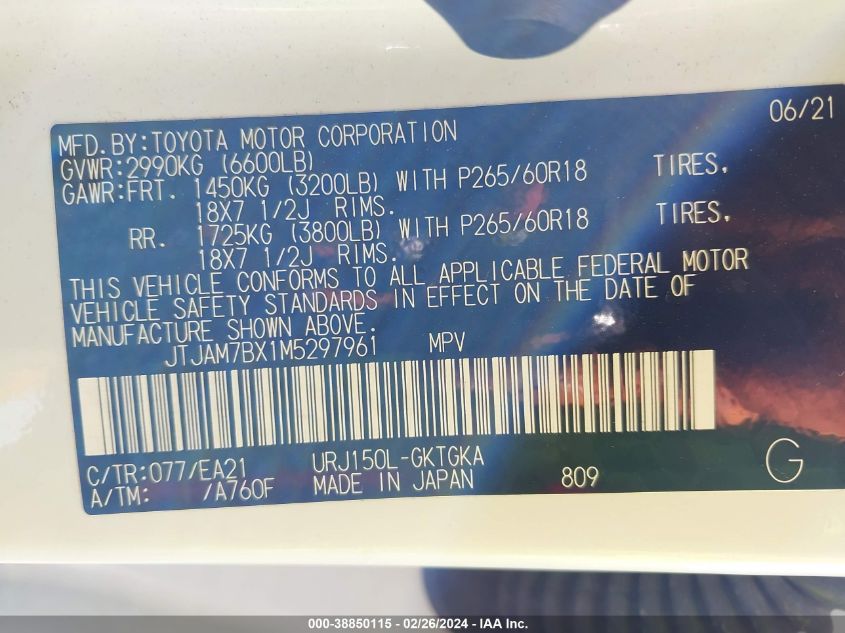 06/21
MFD.BY:TOYOTA MOTOR CORPORATION
GVWR:2990KG (6600LB)
GAWR:FRT. 1450KG (3200LB) WITH P265/60R18 TIRES,
18X7 1/2J RIMS.
RR. 1725KG (3800LB) WITH P265/60R18 TIRES,
18X7 1/2J RIMS.
THIS VEHICLE CONFORMS TO ALL APPLICABLE FEDERAL MOTOR
VEHICLE SAFETY STANDARDS IN EFFECT ON THE DATE OF
MANUFACTURE SHOWN ABOVE.
JTJAM7BX1M5297961 MPV
C/TR:077/EA21 URJ150L-GKTGKA G
A/TM: /A760F MADE IN JAPAN 809
000-38850115 - 02/26/2024 - IAA Inc.